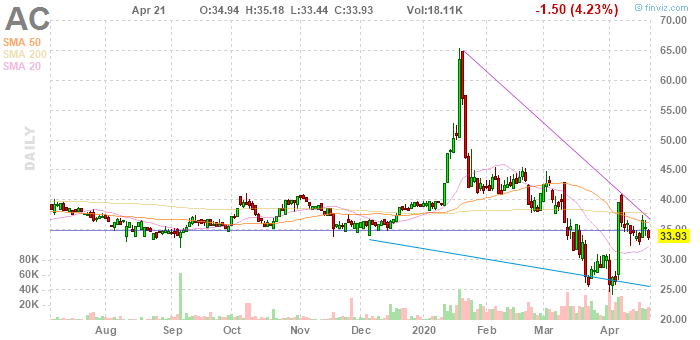 AC Apr 21 O:34.94 H:35.18 L:33.44 C:33.93 Vol:18.11K -1.50 (4.23%) © finviz.com
SMA 50
SMA 200
SMA 20
DAILY
70.00
65.00
60.00
55.00
50.00
45.00
40.00
35.00
33.93
30.00
25.00
20.00
80K
60K
40K
20K
Aug Sep Oct Nov Dec 2020 Feb Mar Apr